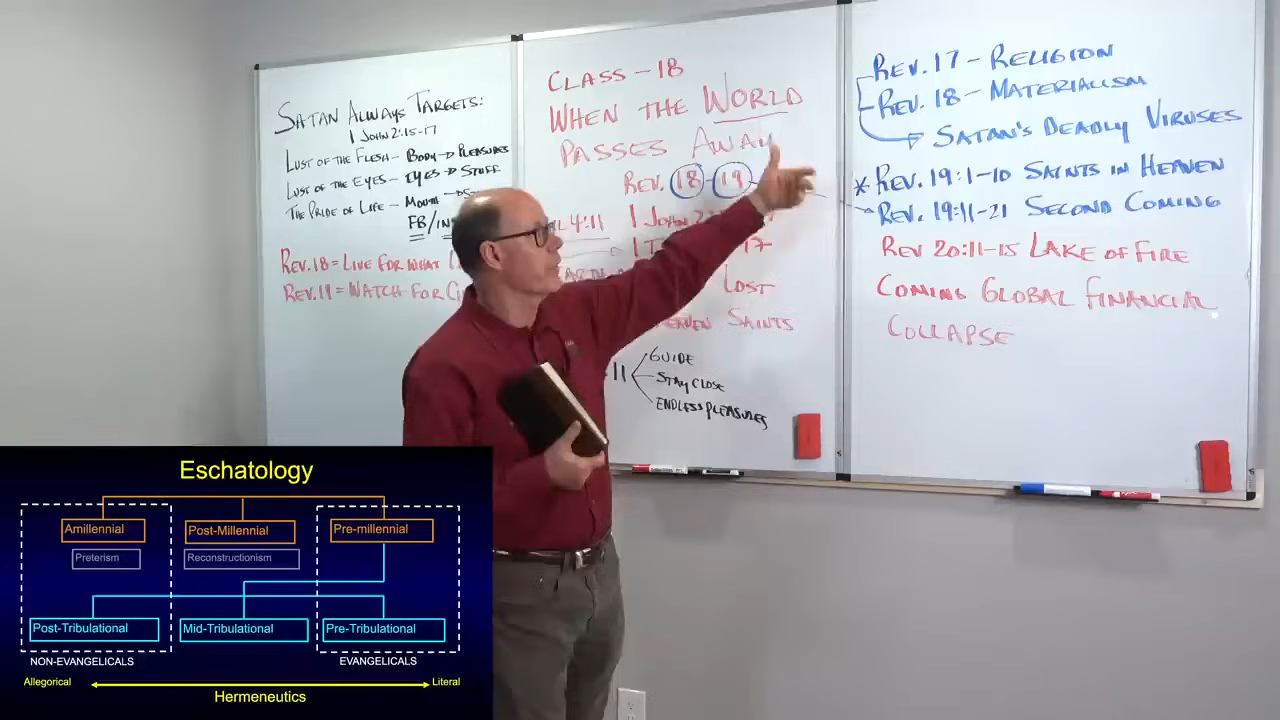 SATAN ALWAYS TARGETS:
1 JOHN 2:15-17
LUST OF THE FLESH - BODY → PLEASURES
LUST OF THE EYES - EYES → STUFF
THE PRIDE OF LIFE - MOUTH
FB/IN
REV. 18 = LIVE FOR WHAT
REV. 19 = WATCH FOR
CLASS - 18
WHEN THE WORLD
PASSES AWAY
REV. 18 - 19
4:11 1 JOHN
17
LOST
SAINTS
GUIDE
STAY CLOSE
ENDLESS PLEASURES
REV. 17 - RELIGION
REV. 18 - MATERIALISM
SATAN'S DEADLY VIRUSES
* REV. 19:1-10 SAINTS IN HEAVEN
REV. 19:11-21 SECOND COMING
REV 20:11-15 LAKE OF FIRE
COMING GLOBAL FINANCIAL
COLLAPSE
Eschatology
Amillennial Post-Millennial Pre-millennial
Preterism Reconstructionism
Post-Tribulational Mid-Tribulational Pre-Tribulational
NON-EVANGELICALS EVANGELICALS
Allegorical Literal
Hermeneutics